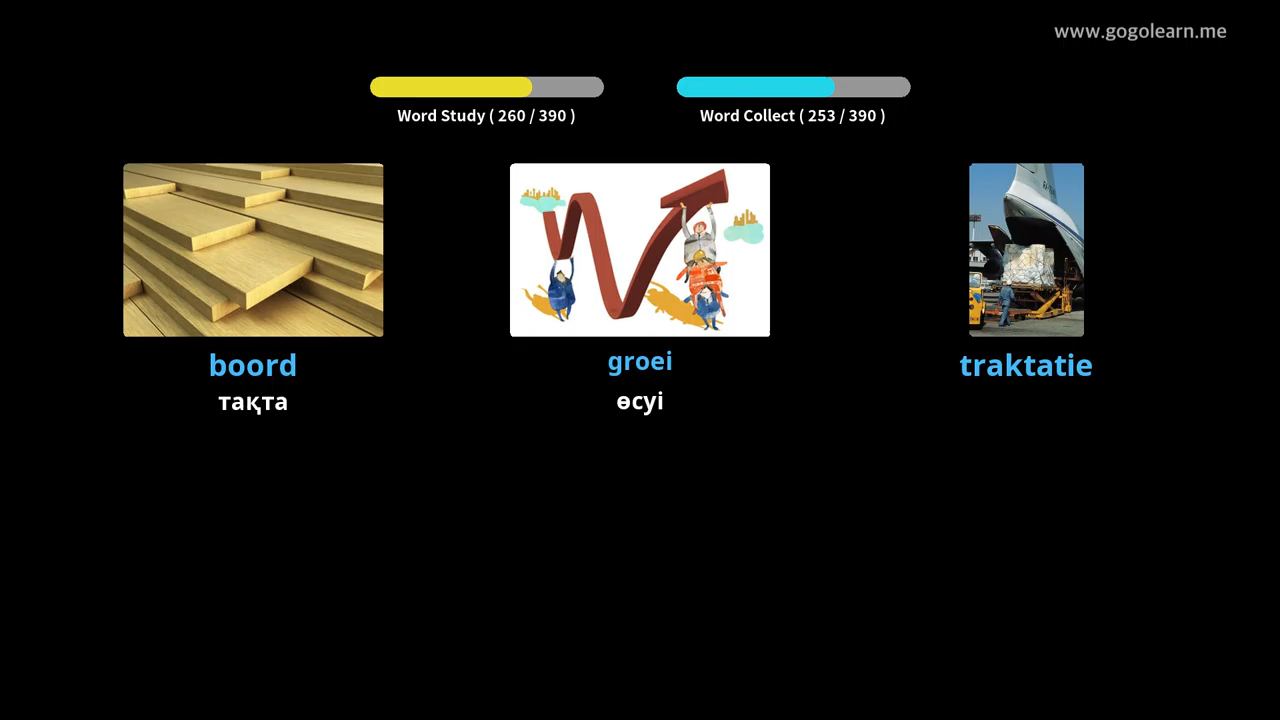 www.gogolearn.me
Word Study ( 260 / 390 )
Word Collect ( 253 / 390 )
boord
тақта
groei
өсуі
traktatie